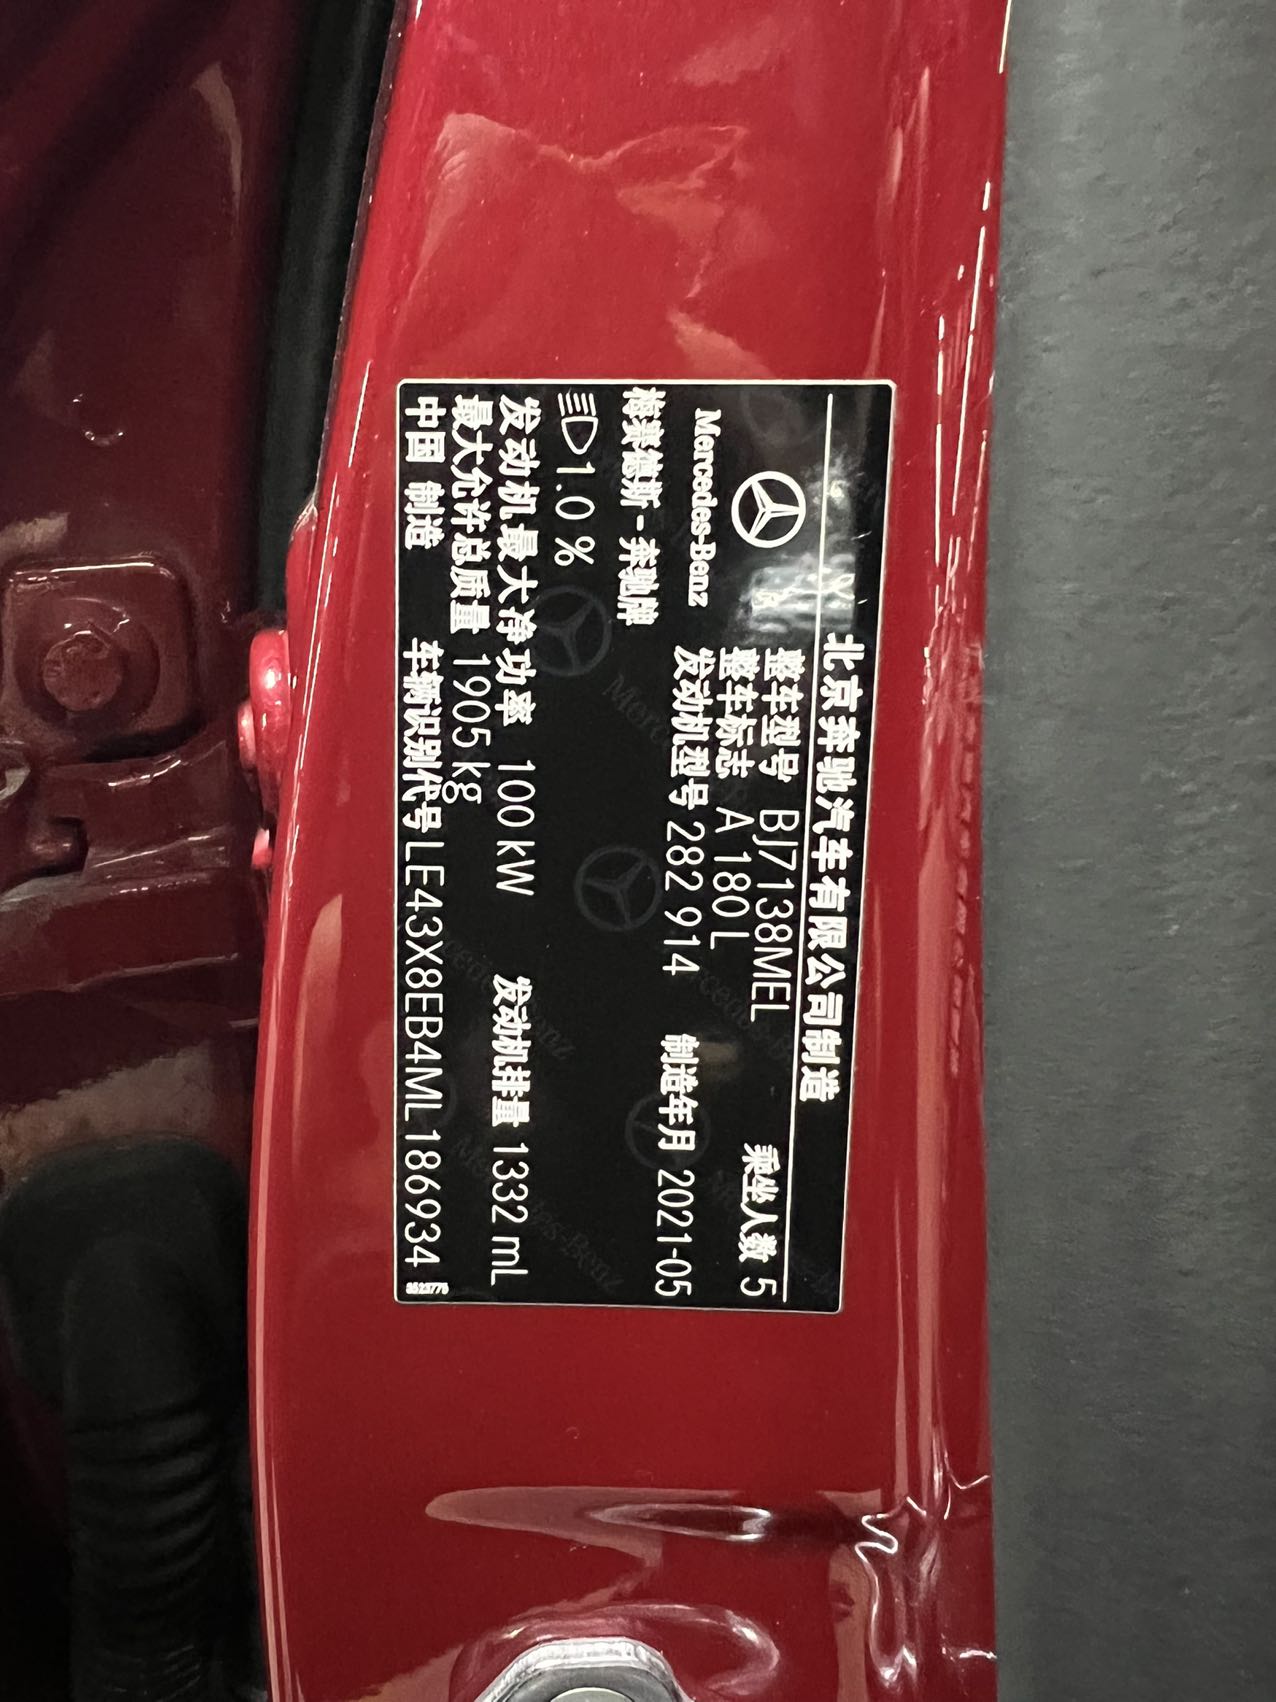 北京奔驰汽车有限公司制造
整车型号 BJ7138MEL 乘坐人数 5
Mercedes-Benz 整车标志 A 180 L
梅赛德斯-奔驰牌 发动机型号 282 914 制造年月 2021-05
1.0 %
发动机最大净功率 100 kW 发动机排量 1332 mL
最大允许总质量 1905 kg
中国 制造 车辆识别代号 LE43X8EB4ML186934